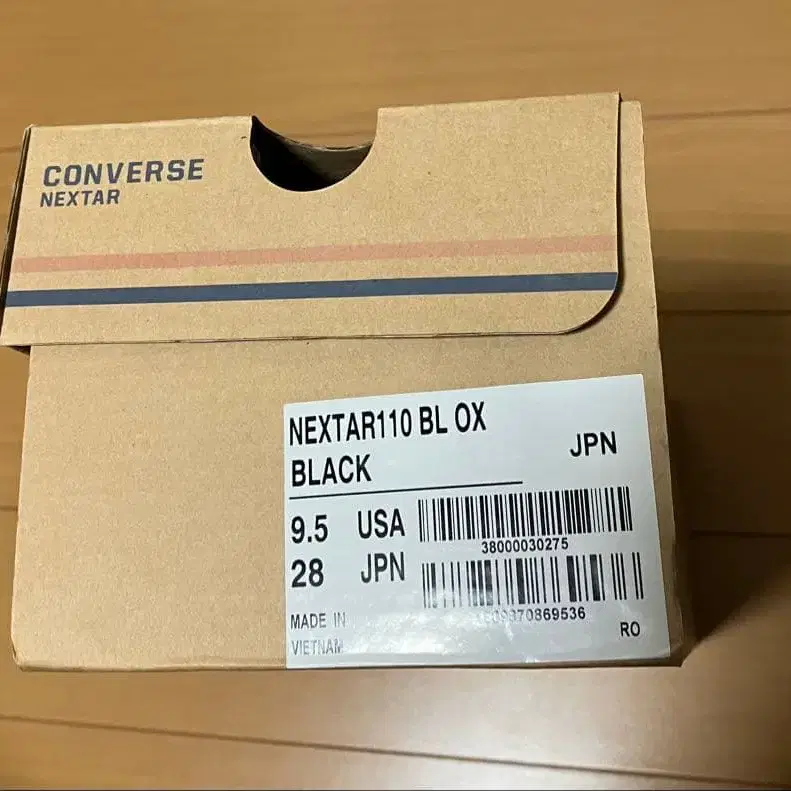 CONVERSE
NEXTAR
NEXTAR110 BL OX
BLACK
JPN
9.5 USA
38000030275
28 JPN
MADE IN
VIETNAM
RO